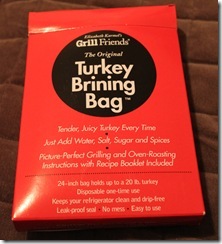 Elizabeth Karmel's
Grill Friends™
The Original
Turkey
Brining
Bag™
Tender, Juicy Turkey Every Time
Just Add Water, Salt, Sugar and Spices
Picture-Perfect Grilling and Oven-Roasting
Instructions with Recipe Booklet Included
24-inch bag holds up to a 20 lb. turkey
Disposable one-time use
Keeps your refrigerator clean and drip-free
Leak-proof seal • No mess • Easy to use